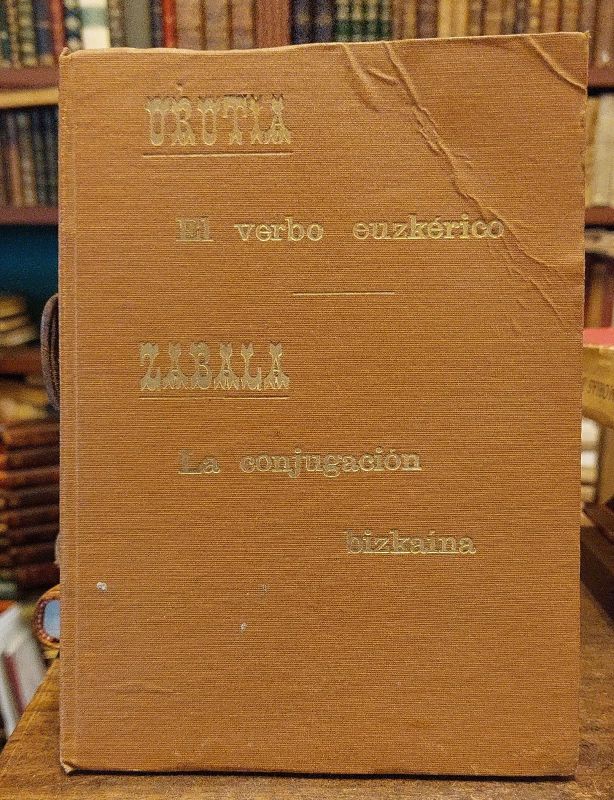 URUTIA
El verbo euzkérico
ZABALA
La conjugación
bizkaina